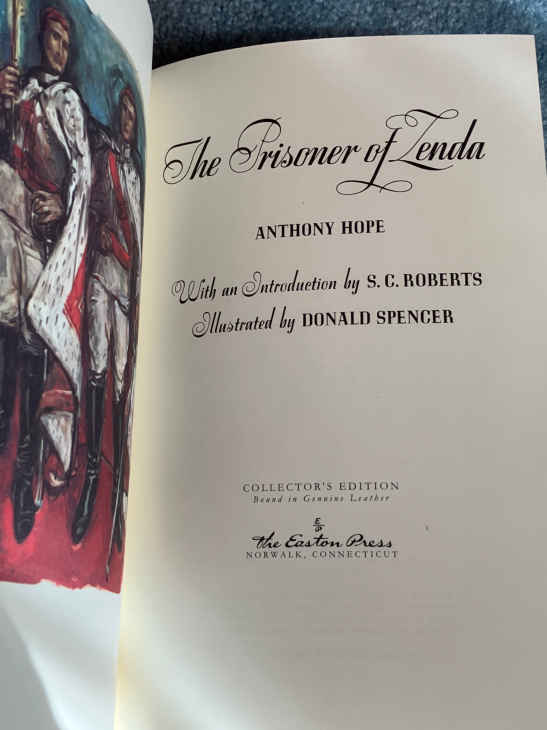 The Prisoner of Zenda
ANTHONY HOPE
With an Introduction by S. C. ROBERTS
Illustrated by DONALD SPENCER
COLLECTOR'S EDITION
Bound in Genuine Leather
E
P
The Easton Press
NORWALK, CONNECTICUT